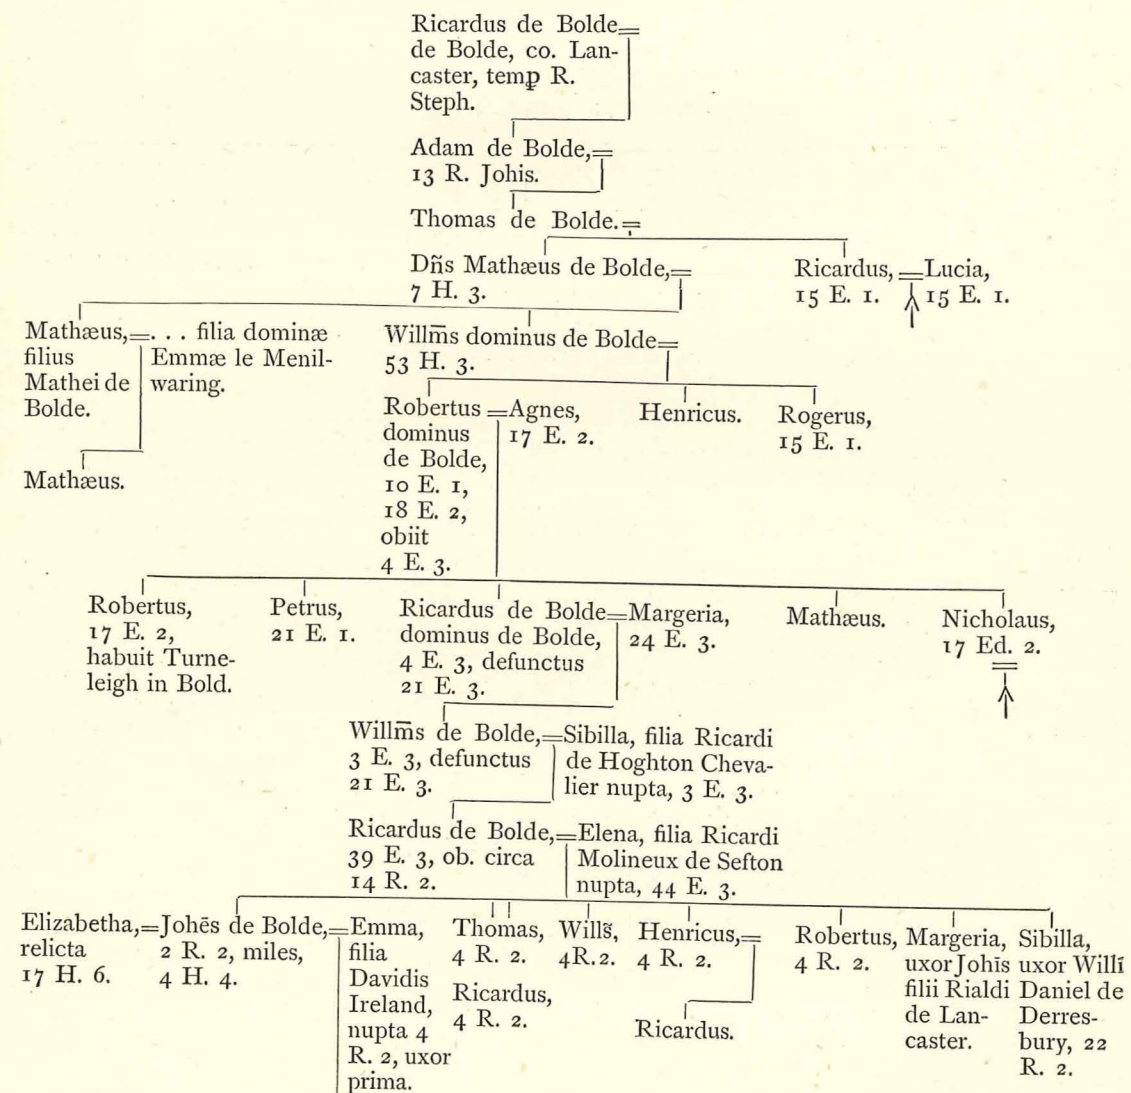 Ricardus de Bolde=
de Bolde, co. Lan-
caster, temp R.
Steph.
Adam de Bolde,=
13 R. Johis.
Thomas de Bolde.=
Dñs Mathæus de Bolde,=
7 H. 3.
Ricardus,=Lucia,
15 E. 1. 15 E. 1.
Mathæus,=. . . filia dominæ
filius Emmæ le Menil-
Mathei de waring.
Bolde.
Willm̄s dominus de Bolde=
53 H. 3.
Mathæus.
Robertus=Agnes,
dominus 17 E. 2.
de Bolde,
10 E. 1,
18 E. 2,
obiit
4 E. 3.
Henricus.
Rogerus,
15 E. 1.
Robertus,
17 E. 2,
habuit Turne-
leigh in Bold.
Petrus,
21 E. 1.
Ricardus de Bolde=Margeria,
dominus de Bolde, 24 E. 3.
4 E. 3, defunctus
21 E. 3.
Mathæus.
Nicholaus,
17 Ed. 2.
=
Willm̄s de Bolde,=Sibilla, filia Ricardi
3 E. 3, defunctus de Hoghton Cheva-
21 E. 3. lier nupta, 3 E. 3.
Ricardus de Bolde,=Elena, filia Ricardi
39 E. 3, ob. circa Molineux de Sefton
14 R. 2. nupta, 44 E. 3.
Elizabetha,=Johēs de Bolde,=Emma,
relicta 2 R. 2, miles, filia
17 H. 6. 4 H. 4. Davidis
Ireland,
nupta 4
R. 2, uxor
prima.
Thomas,
4 R. 2.
Ricardus,
4 R. 2.
Wills̃,
4R.2.
Henricus,=
4 R. 2.
Ricardus.
Robertus,
4 R. 2.
Margeria,
uxor Johīs
filii Rialdi
de Lan-
caster.
Sibilla,
uxor Willī
Daniel de
Derres-
bury, 22
R. 2.